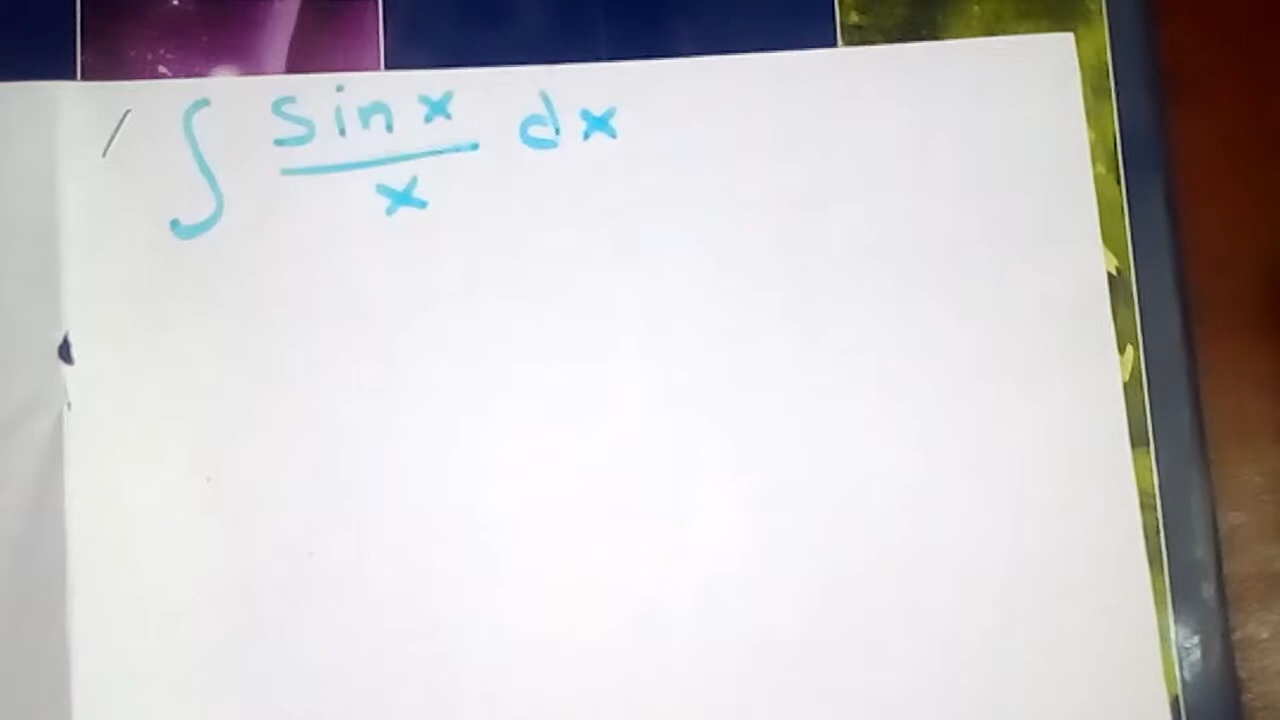 ∫ sin x / x dx